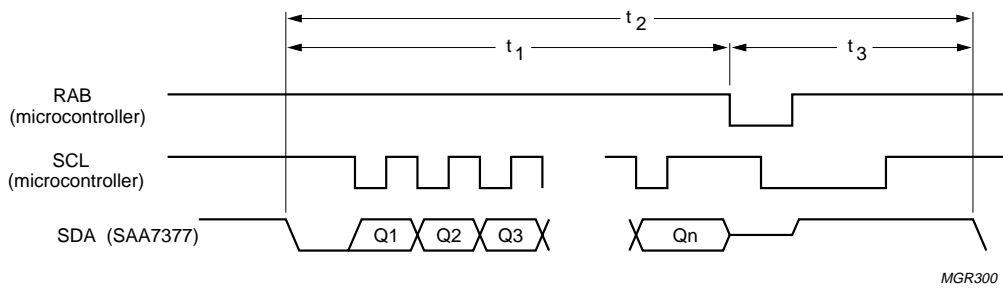 t2
t1
t3
RAB
(microcontroller)
SCL
(microcontroller)
SDA (SAA7377)
Q1 Q2 Q3 Qn
MGR300